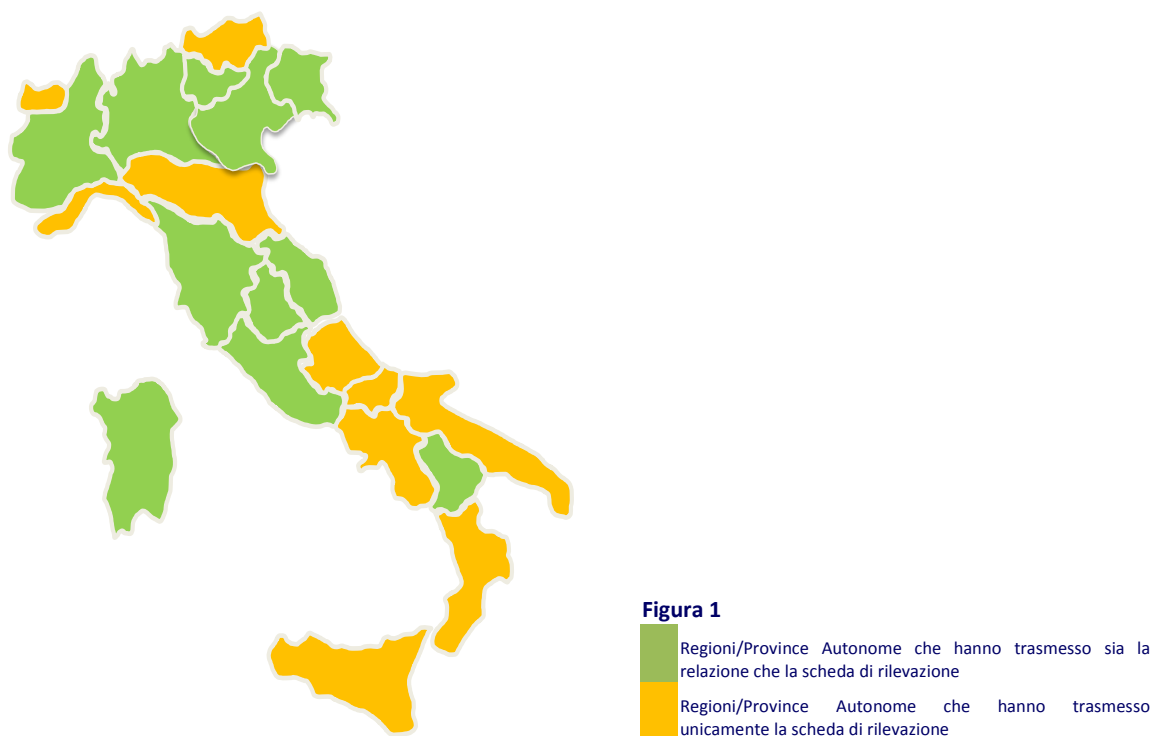 Figura 1
Regioni/Province Autonome che hanno trasmesso sia la
relazione che la scheda di rilevazione
Regioni/Province Autonome che hanno trasmesso
unicamente la scheda di rilevazione